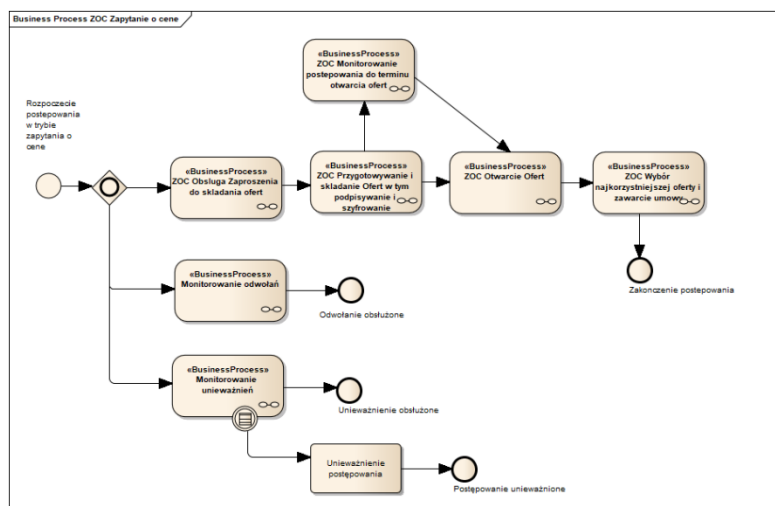 Business Process ZOC Zapytanie o cene
«BusinessProcess»
ZOC Monitorowanie
postepowania do terminu
otwarcia ofert
Rozpoczecie
postepowania
w trybie
zapytania o
cene
«BusinessProcess»
ZOC Obsluga Zaproszenia
do skladania ofert
«BusinessProcess»
ZOC Przygotowywanie i
skladanie Ofert w tym
podpisywanie i
szyfrowanie
«BusinessProcess»
ZOC Otwarcie Ofert
«BusinessProcess»
ZOC Wybór
najkorzystniejszej oferty i
zawarcie umowy
Zakonczenie postepowania
«BusinessProcess»
Monitorowanie odwołań
Odwołanie obsłużone
«BusinessProcess»
Monitorowanie
unieważnień
Unieważnienie obsłużone
Unieważnienie
postępowania
Postępowanie unieważnione